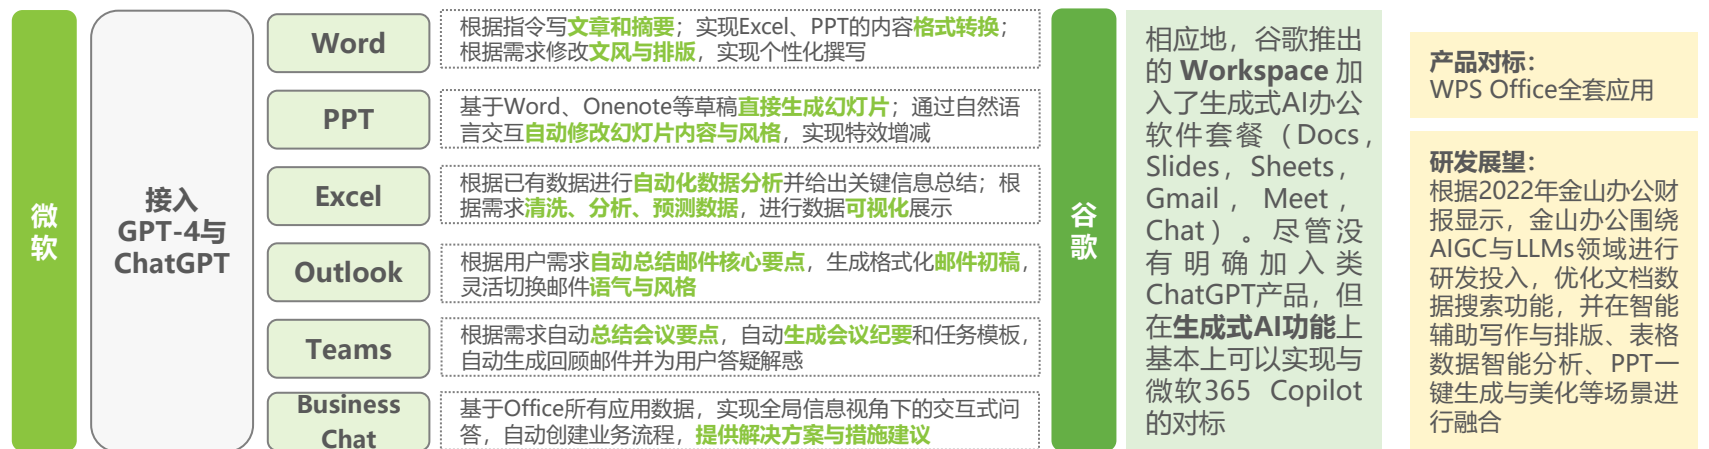 微
软
接入
GPT-4与
ChatGPT
Word
根据指令写文章和摘要；实现Excel、PPT的内容格式转换；
根据需求修改文风与排版，实现个性化撰写
PPT
基于Word、Onenote等草稿直接生成幻灯片；通过自然语
言交互自动修改幻灯片内容与风格，实现特效增减
Excel
根据已有数据进行自动化数据分析并给出关键信息总结；根
据需求清洗、分析、预测数据，进行数据可视化展示
Outlook
根据用户需求自动总结邮件核心要点，生成格式化邮件初稿，
灵活切换邮件语气与风格
Teams
根据需求自动总结会议要点，自动生成会议纪要和任务模板，
自动生成回顾邮件并为用户答疑解惑
Business
Chat
基于Office所有应用数据，实现全局信息视角下的交互式问
答，自动创建业务流程，提供解决方案与措施建议
谷
歌
相应地，谷歌推出
的 Workspace 加
入了生成式AI办公
软件套餐（Docs，
Slides，Sheets，
Gmail，Meet，
Chat）。尽管没
有明确加入类
ChatGPT产品，但
在生成式AI功能上
基本上可以实现与
微软365 Copilot
的对标
产品对标：
WPS Office全套应用
研发展望：
根据2022年金山办公财
报显示，金山办公围绕
AIGC与LLMs领域进行
研发投入，优化文档数
据搜索功能，并在智能
辅助写作与排版、表格
数据智能分析、PPT一
键生成与美化等场景进
行融合